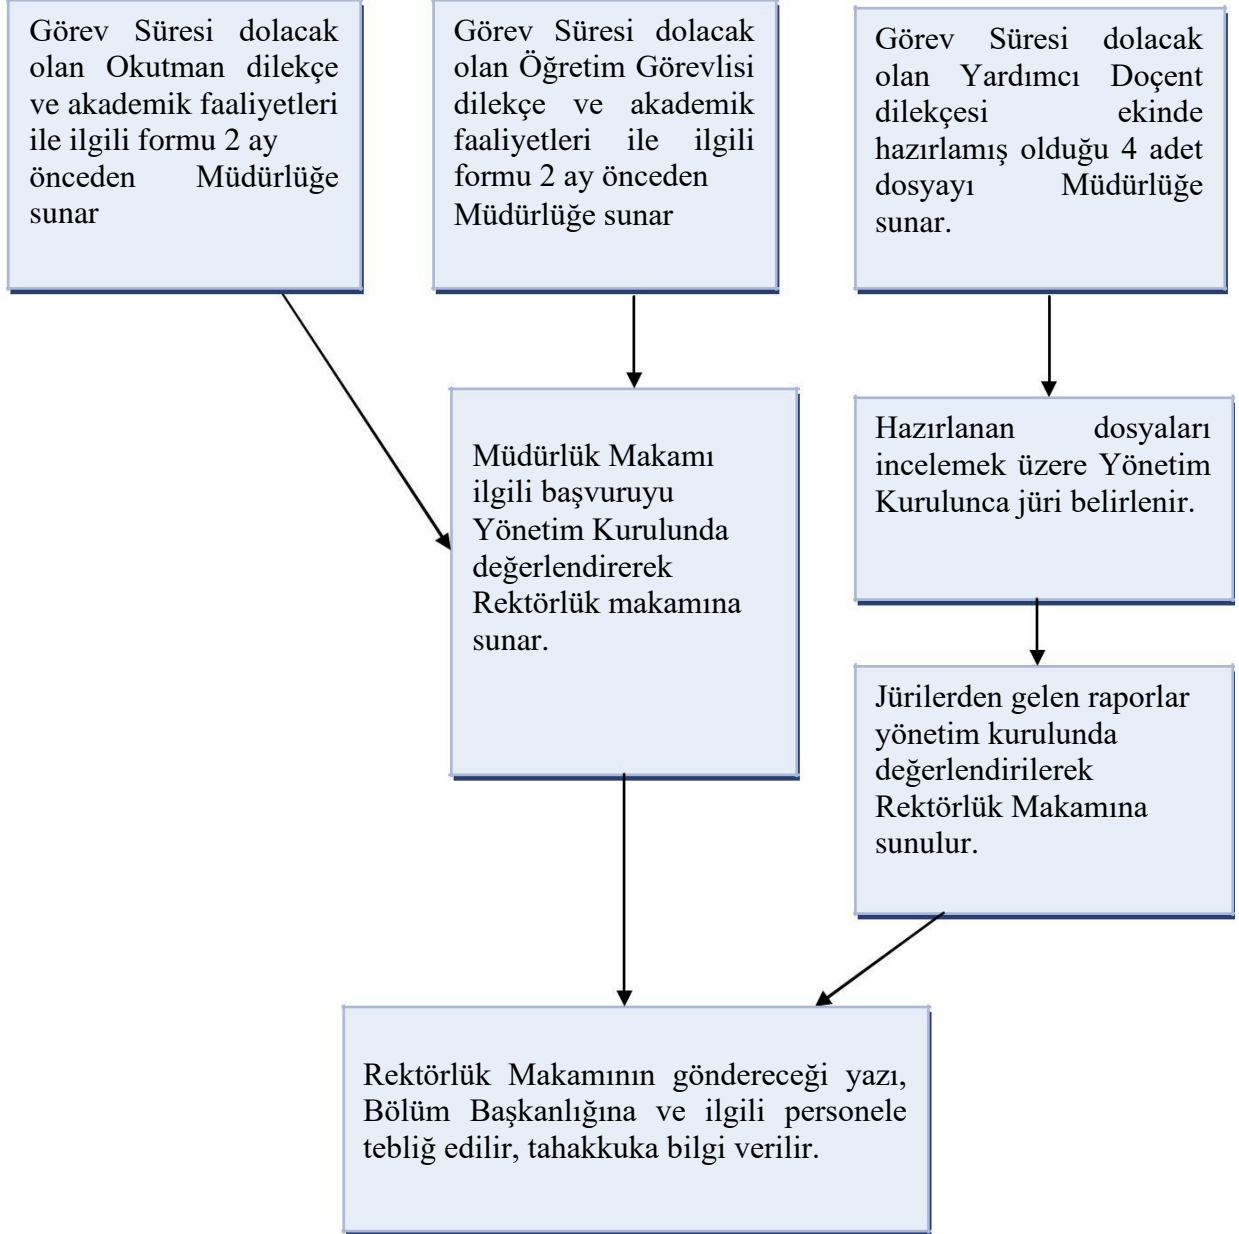 Görev Süresi dolacak
olan Okutman dilekçe
ve akademik faaliyetleri
ile ilgili formu 2 ay
önceden Müdürlüğe
sunar
Görev Süresi dolacak
olan Öğretim Görevlisi
dilekçe ve akademik
faaliyetleri ile ilgili
formu 2 ay önceden
Müdürlüğe sunar
Görev Süresi dolacak
olan Yardımcı Doçent
dilekçesi ekinde
hazırlamış olduğu 4 adet
dosyayı Müdürlüğe
sunar.
Müdürlük Makamı
ilgili başvuruyu
Yönetim Kurulunda
değerlendirerek
Rektörlük makamına
sunar.
Hazırlanan dosyaları
incelemek üzere Yönetim
Kurulunca jüri belirlenir.
Jürilerden gelen raporlar
yönetim kurulunda
değerlendirilerek
Rektörlük Makamına
sunulur.
Rektörlük Makamının göndereceği yazı,
Bölüm Başkanlığına ve ilgili personele
tebliğ edilir, tahakkuka bilgi verilir.